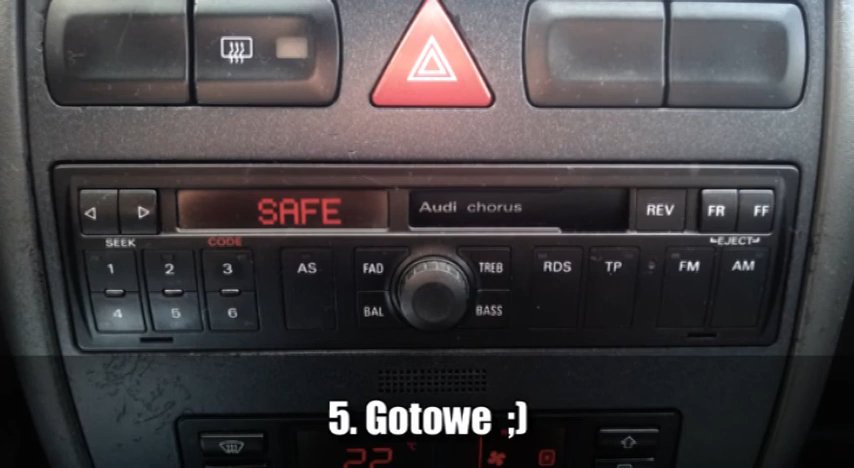 SAFE
Audi chorus
REV
FR
FF
SEEK
CODE
EJECT
1
2
3
AS
FAD
TREB
RDS
TP
FM
AM
4
5
6
BAL
BASS
5. Gotowe ;)
22 °C